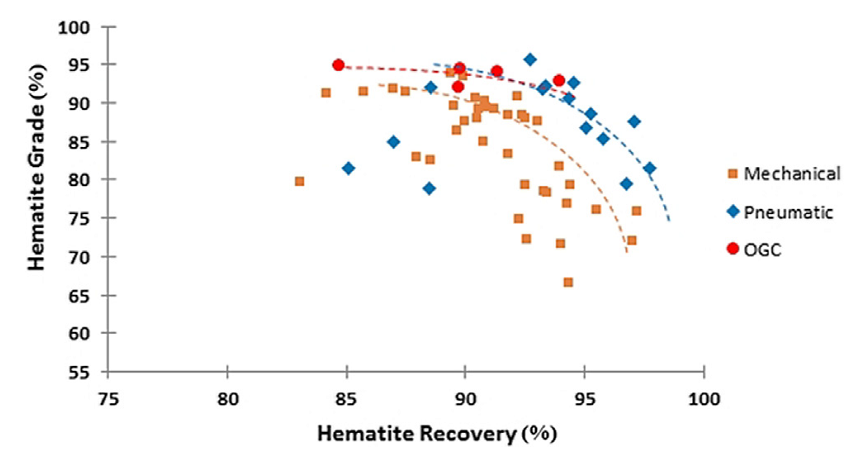 100
95
90
85
80
75
70
65
60
55
Hematite Grade (%)
75 80 85 90 95 100
Hematite Recovery (%)
Mechanical
Pneumatic
OGC